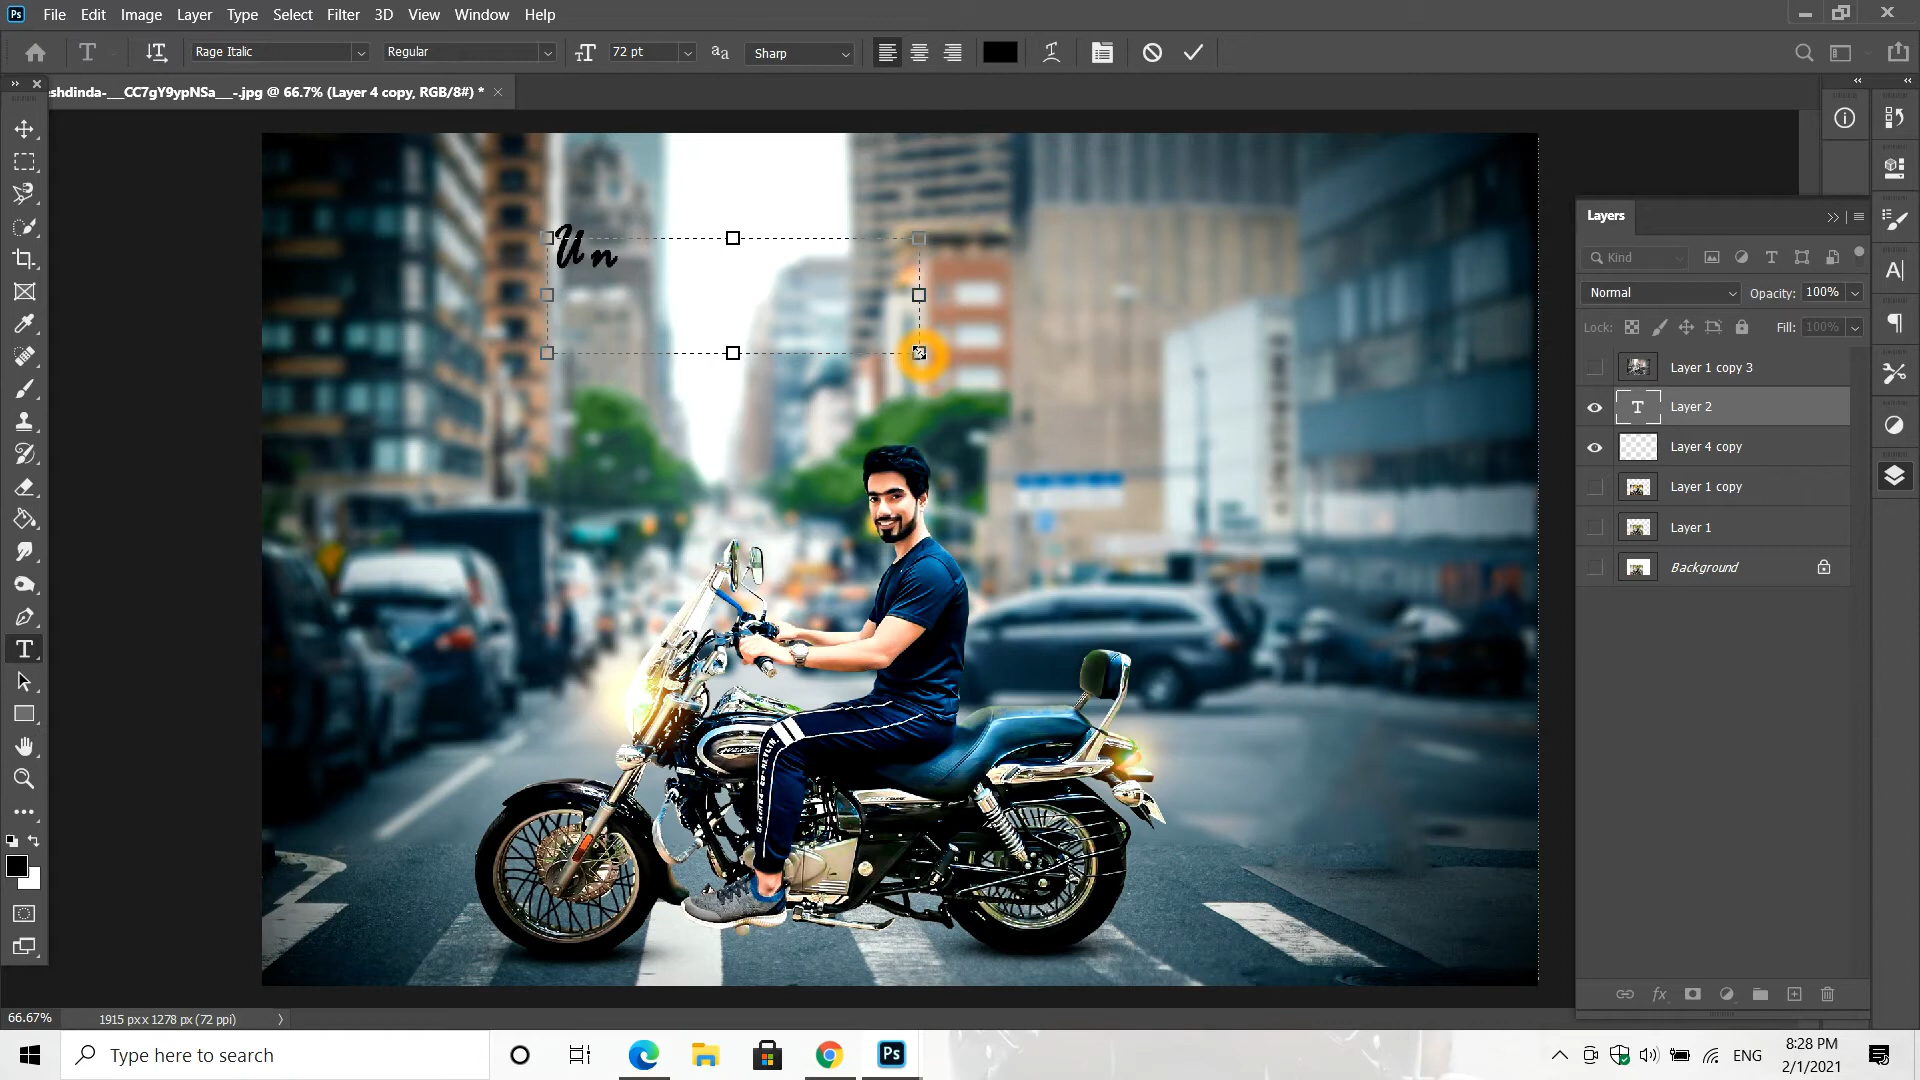 Ps File Edit Image Layer Type Select Filter 3D View Window Help
Rage Italic Regular 72 pt Sharp
shdinda-___CC7gY9ypNSa___-.jpg @ 66.7% (Layer 4 copy, RGB/8#) *
Un
Layers
Kind
Normal Opacity: 100%
Lock: Fill: 100%
Layer 1 copy 3
Layer 2
Layer 4 copy
Layer 1 copy
Layer 1
Background
66.67% 1915 px x 1278 px (72 ppi)
Type here to search
Ps
ENG
8:28 PM
2/1/2021